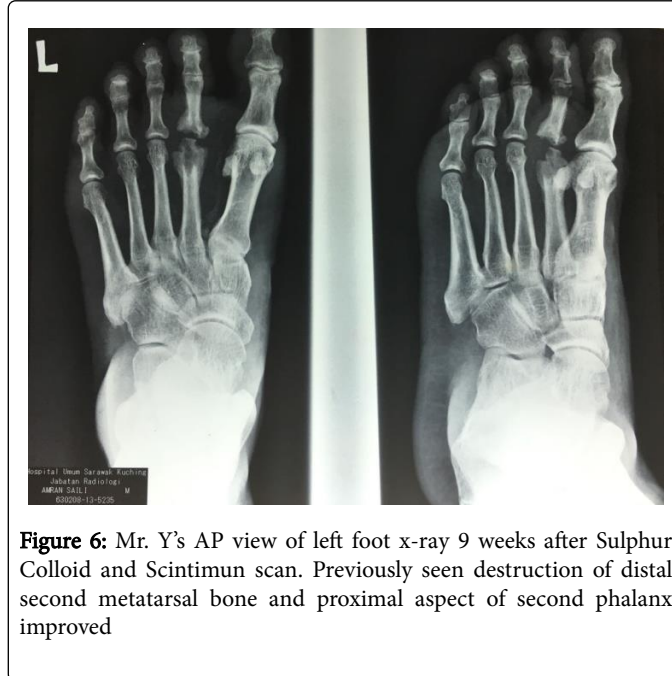 L
Hospital Umum Sarawak Kuching
Jabatan Radiologi
AMRAN SAILI M
630208-13-5235
Figure 6: Mr. Y's AP view of left foot x-ray 9 weeks after Sulphur
Colloid and Scintimun scan. Previously seen destruction of distal
second metatarsal bone and proximal aspect of second phalanx
improved